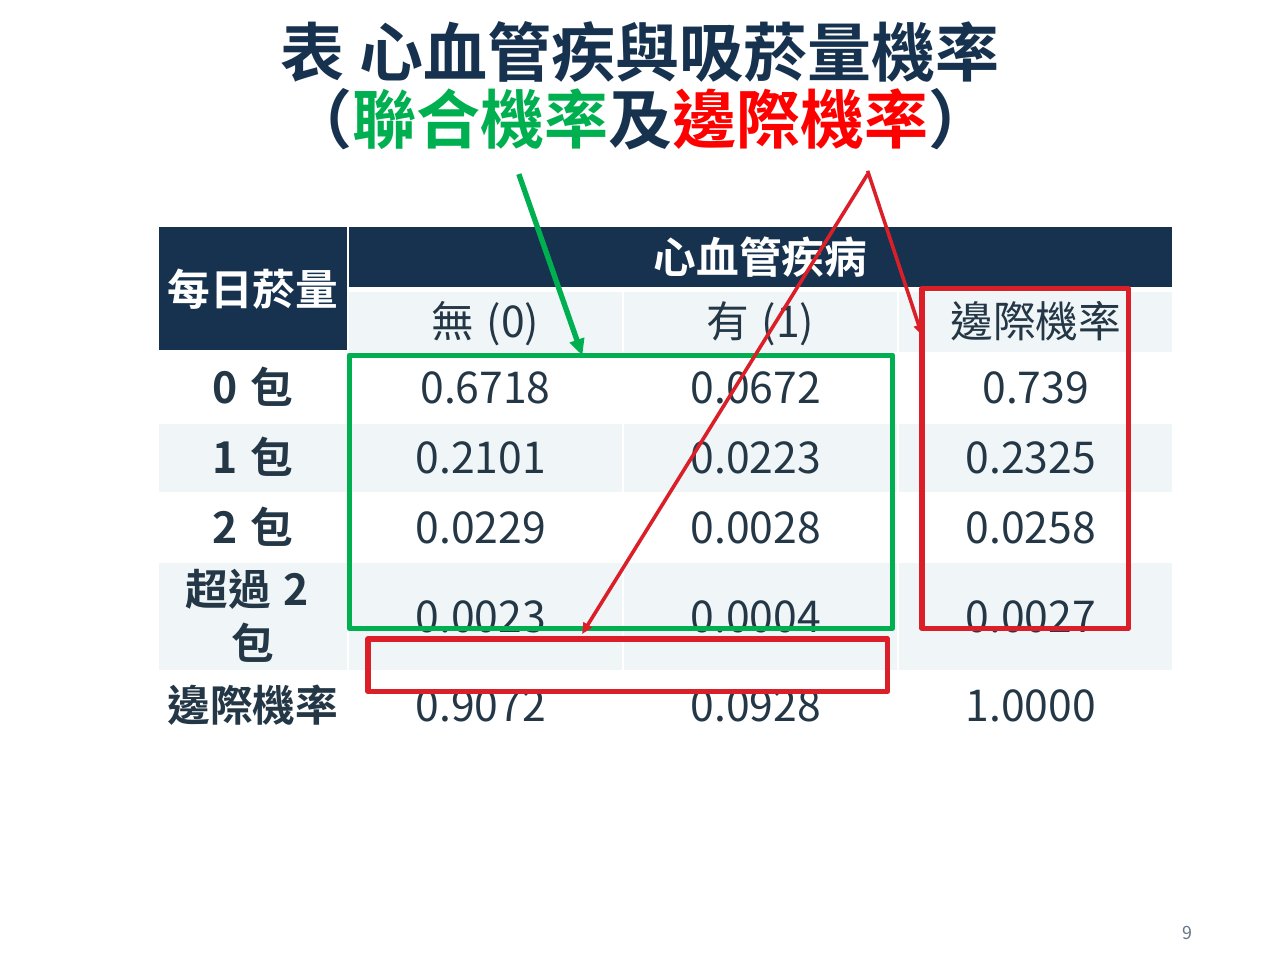 表 心血管疾與吸菸量機率
（聯合機率及邊際機率）
每日菸量 心血管疾病
無 (0) 有 (1) 邊際機率
0 包 0.6718 0.0672 0.739
1 包 0.2101 0.0223 0.2325
2 包 0.0229 0.0028 0.0258
超過 2
包 0.0023 0.0004 0.0027
邊際機率 0.9072 0.0928 1.0000
9